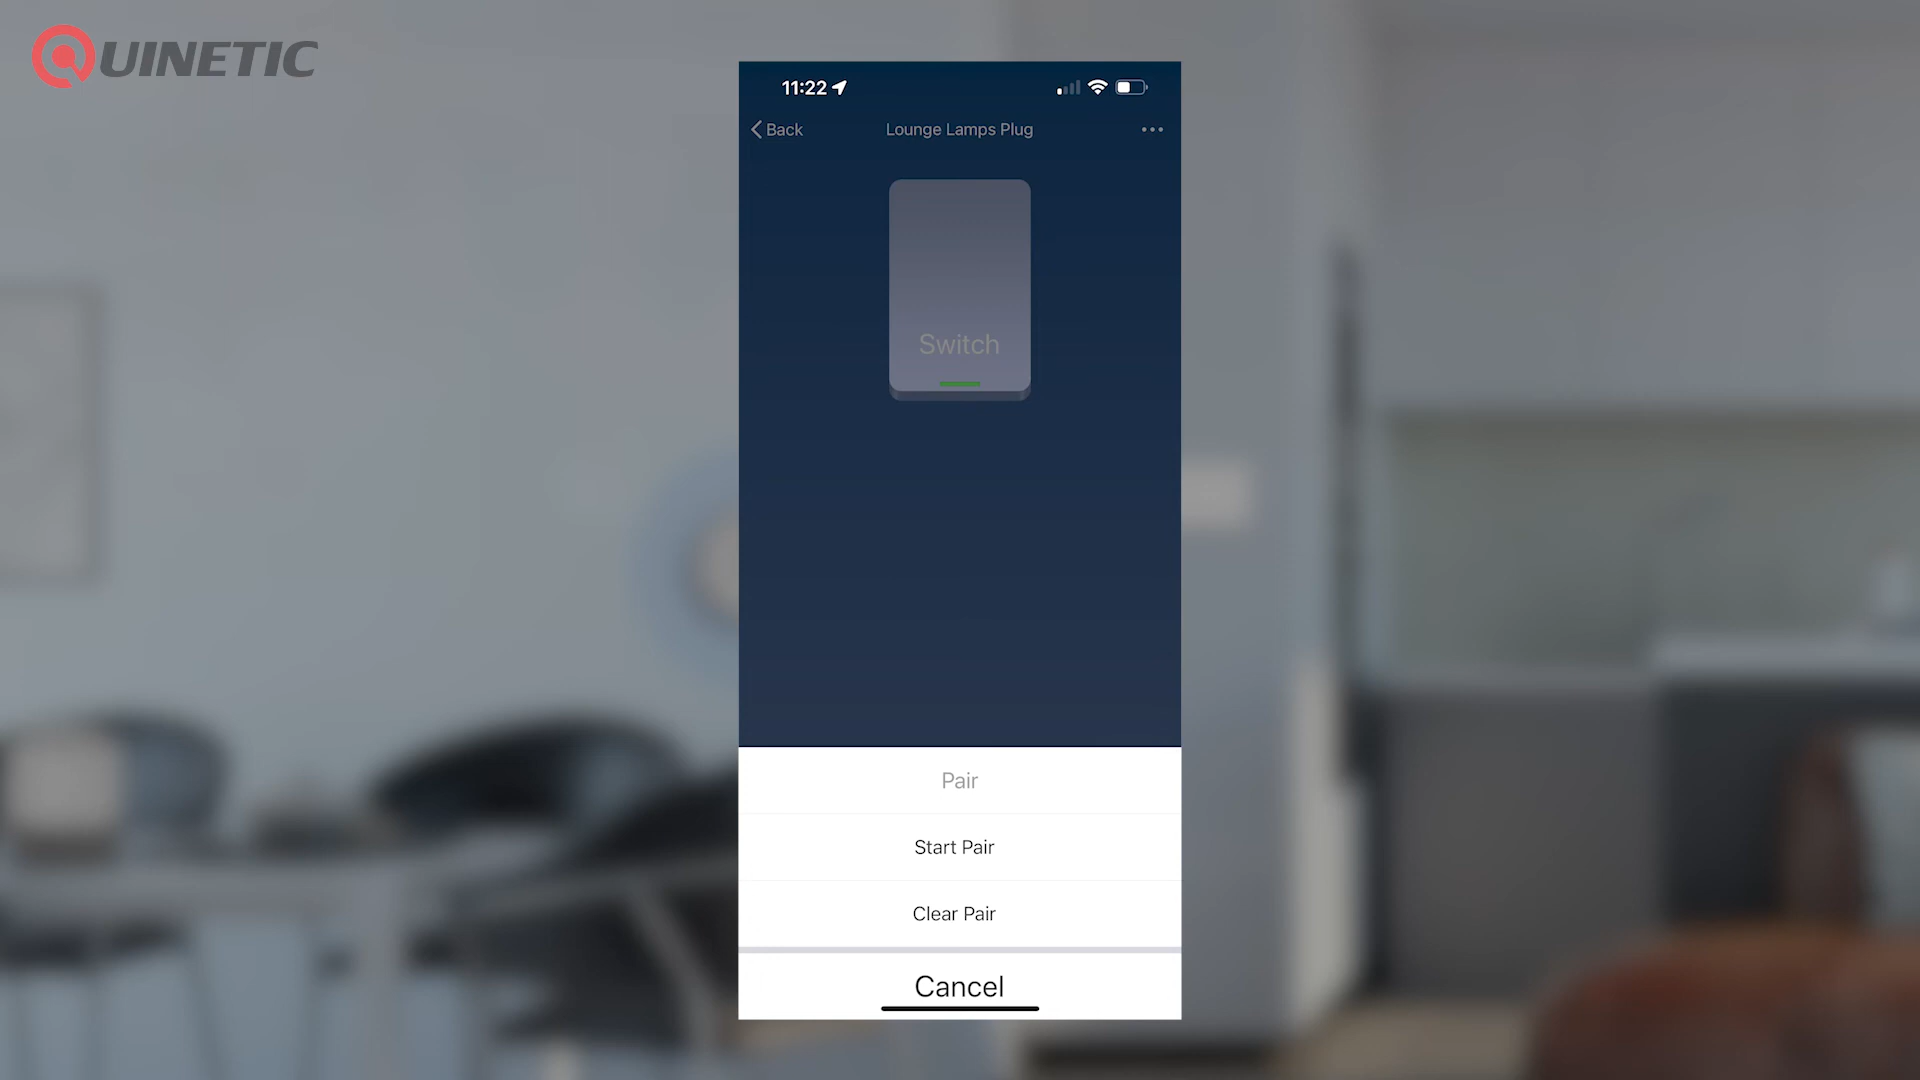 QUINETIC
11:22
Back
Lounge Lamps Plug
Switch
Pair
Start Pair
Clear Pair
Cancel